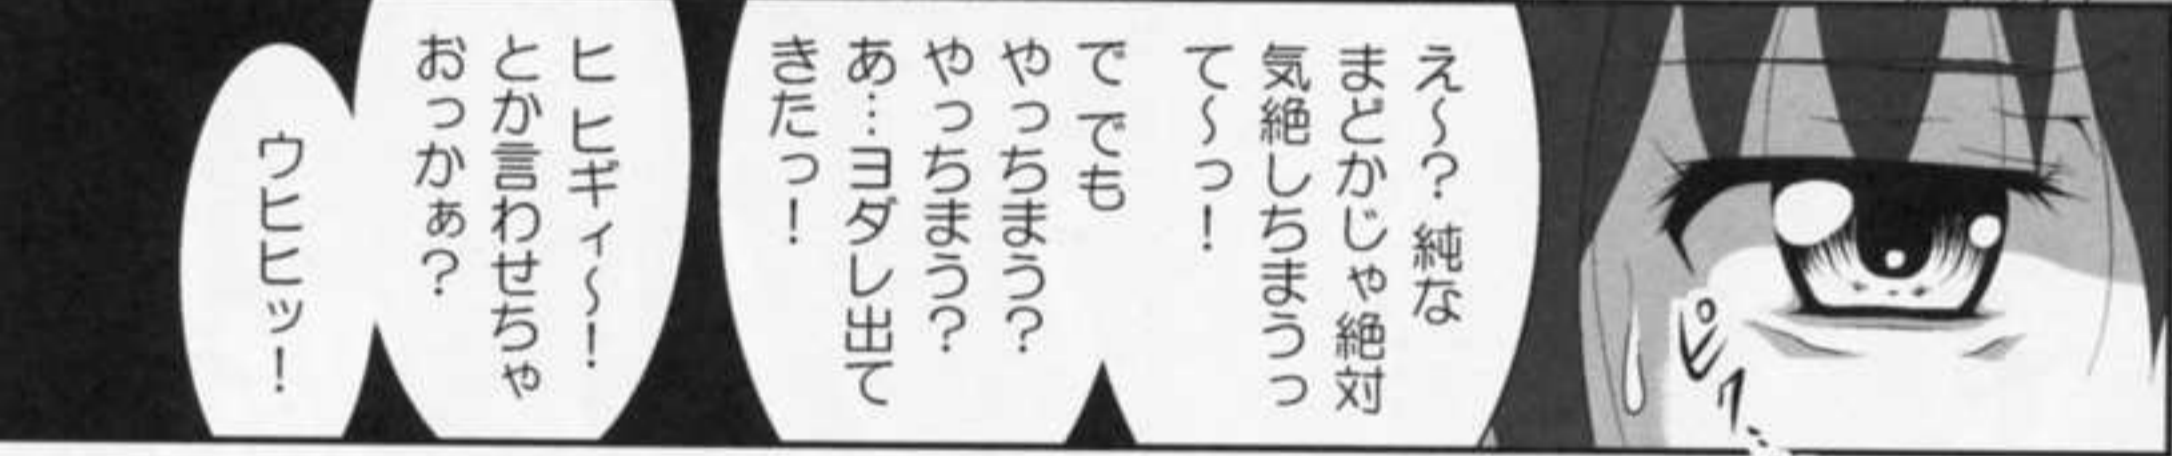 え～？ 純な
まどかじゃ絶対
気絶しちまうっ
て～っ！
で でも
やっちまう？
やっちまう？
あ…ヨダレ出て
きたっ！
ヒ ヒギィ～！
とか言わせちゃ
おっかぁ？
ウヒヒッ！
ピク…